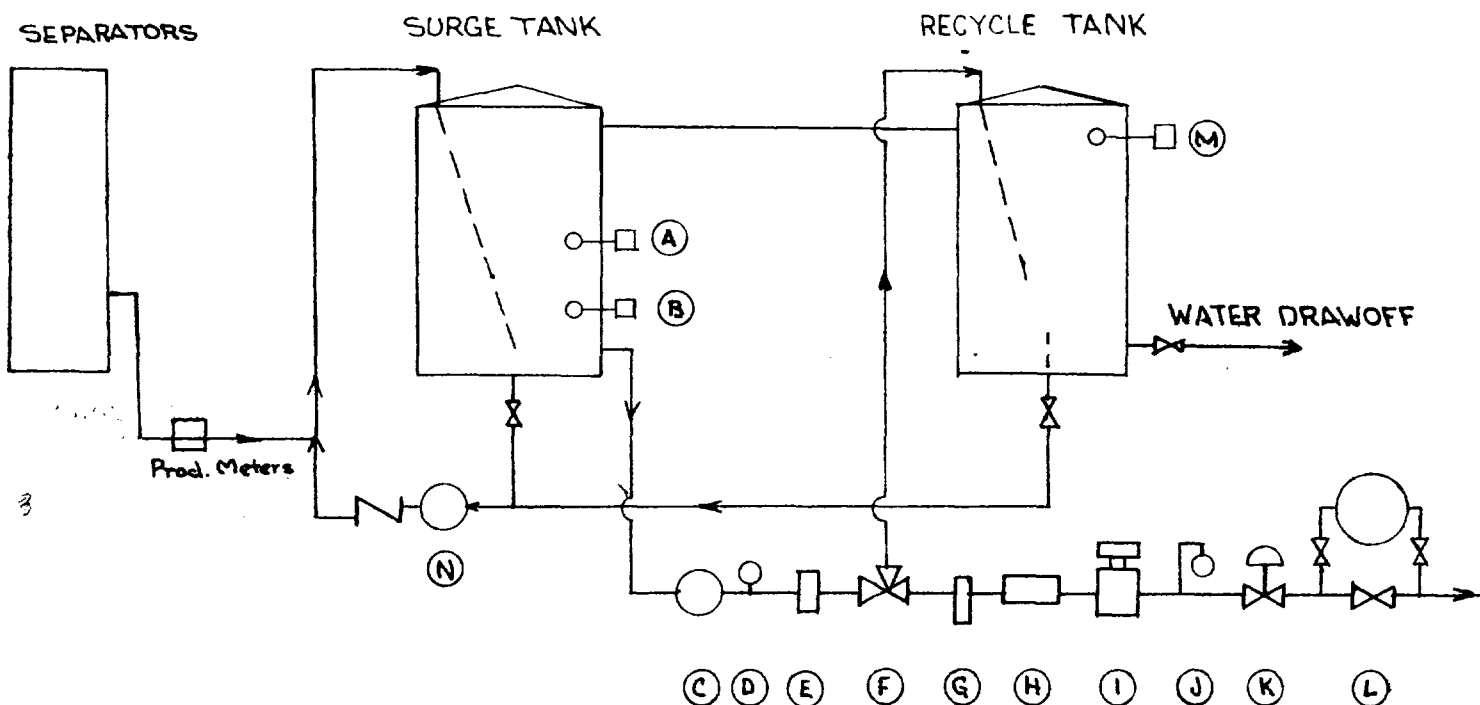 SEPARATORS
SURGE TANK
RECYCLE TANK
M
A
B
WATER DRAWOFF
Prod. Meters
N
C D E F G H I J K L